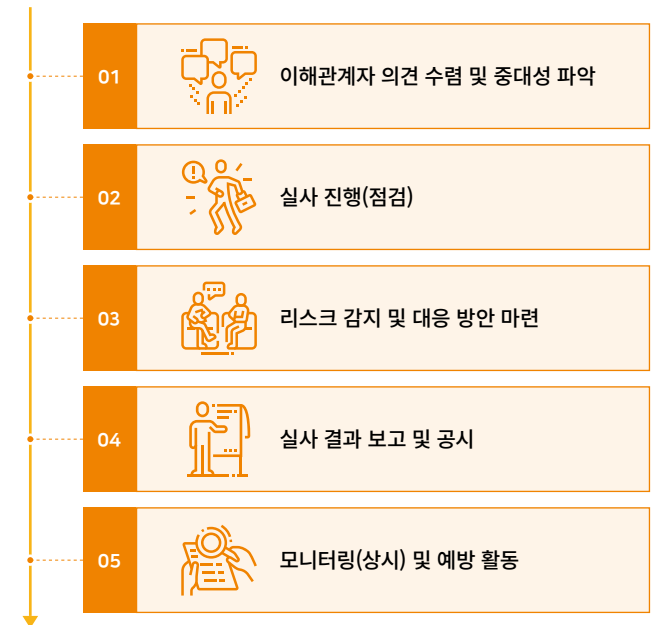 01
이해관계자 의견 수렴 및 중대성 파악
02
실사 진행(점검)
03
리스크 감지 및 대응 방안 마련
04
실사 결과 보고 및 공시
05
모니터링(상시) 및 예방 활동